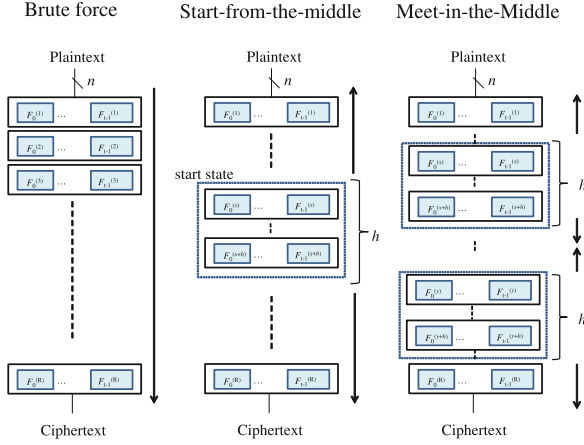 Brute force
Plaintext
n
F₀⁽¹⁾ ... Fₜ₋₁⁽¹⁾
F₀⁽²⁾ ... Fₜ₋₁⁽²⁾
F₀⁽³⁾ ... Fₜ₋₁⁽³⁾
F₀⁽ᴿ⁾ ... Fₜ₋₁⁽ᴿ⁾
Ciphertext
Start-from-the-middle
Plaintext
n
F₀⁽¹⁾ ... Fₜ₋₁⁽¹⁾
start state
F₀⁽ˣ⁾ ... Fₜ₋₁⁽ˣ⁾
F₀⁽ˣ⁺ʰ⁾ ... Fₜ₋₁⁽ˣ⁺ʰ⁾
h
F₀⁽ᴿ⁾ ... Fₜ₋₁⁽ᴿ⁾
Ciphertext
Meet-in-the-Middle
Plaintext
n
F₀⁽¹⁾ ... Fₜ₋₁⁽¹⁾
F₀⁽ˣ⁾ ... Fₜ₋₁⁽ˣ⁾
F₀⁽ˣ⁺ʰ⁾ ... Fₜ₋₁⁽ˣ⁺ʰ⁾
h
F₀⁽ʸ⁾ ... Fₜ₋₁⁽ʸ⁾
F₀⁽ʸ⁺ʰ⁾ ... Fₜ₋₁⁽ʸ⁺ʰ⁾
h
F₀⁽ᴿ⁾ ... Fₜ₋₁⁽ᴿ⁾
Ciphertext